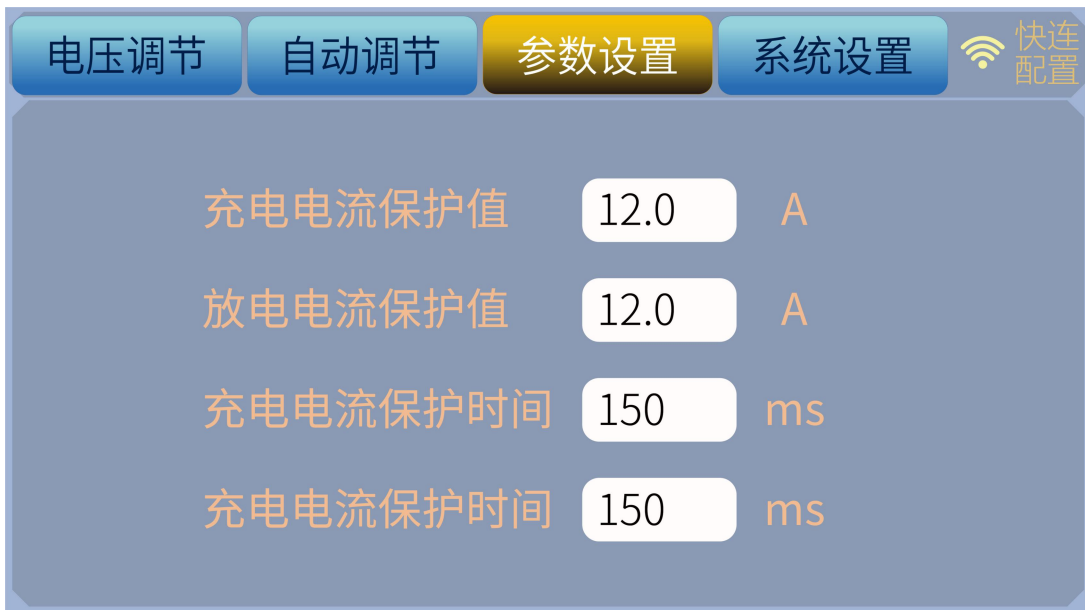 电压调节 自动调节 参数设置 系统设置 快连
配置
充电电流保护值 12.0 A
放电电流保护值 12.0 A
充电电流保护时间 150 ms
充电电流保护时间 150 ms